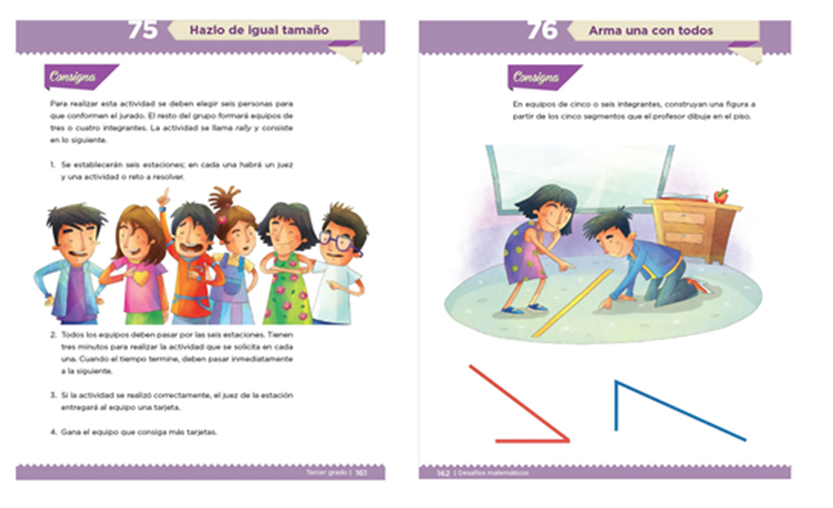 75 Hazlo de igual tamaño
Consigna
Para realizar esta actividad se deben elegir seis personas para
que conformen el jurado. El resto del grupo formará equipos de
tres o cuatro integrantes. La actividad se llama rally y consiste
en lo siguiente.
1. Se establecerán seis estaciones; en cada una habrá un juez
y una actividad o reto a resolver.
2. Todos los equipos deben pasar por las seis estaciones. Tienen
tres minutos para realizar la actividad que se solicita en cada
una. Cuando el tiempo termine, deben pasar inmediatamente
a la siguiente.
3. Si la actividad se realizó correctamente, el juez de la estación
entregará al equipo una tarjeta.
4. Gana el equipo que consiga más tarjetas.
Tercer grado | 161
76 Arma una con todos
Consigna
En equipos de cinco o seis integrantes, construyan una figura a
partir de los cinco segmentos que el profesor dibuje en el piso.
162 | Desafíos matemáticos